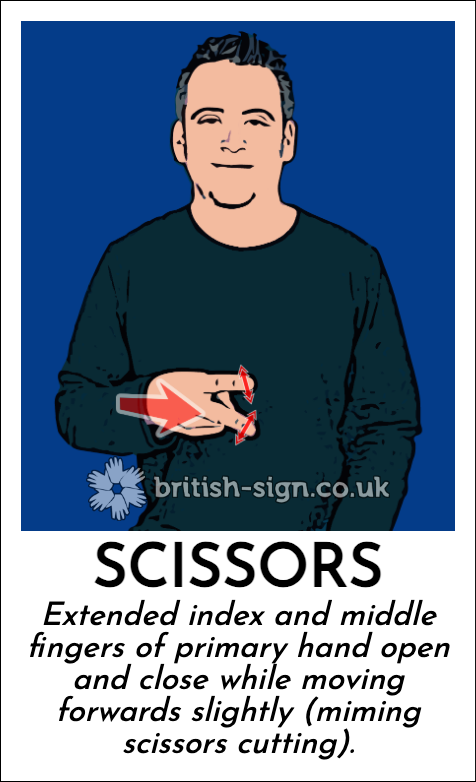 british-sign.co.uk
SCISSORS
Extended index and middle
fingers of primary hand open
and close while moving
forwards slightly (miming
scissors cutting).